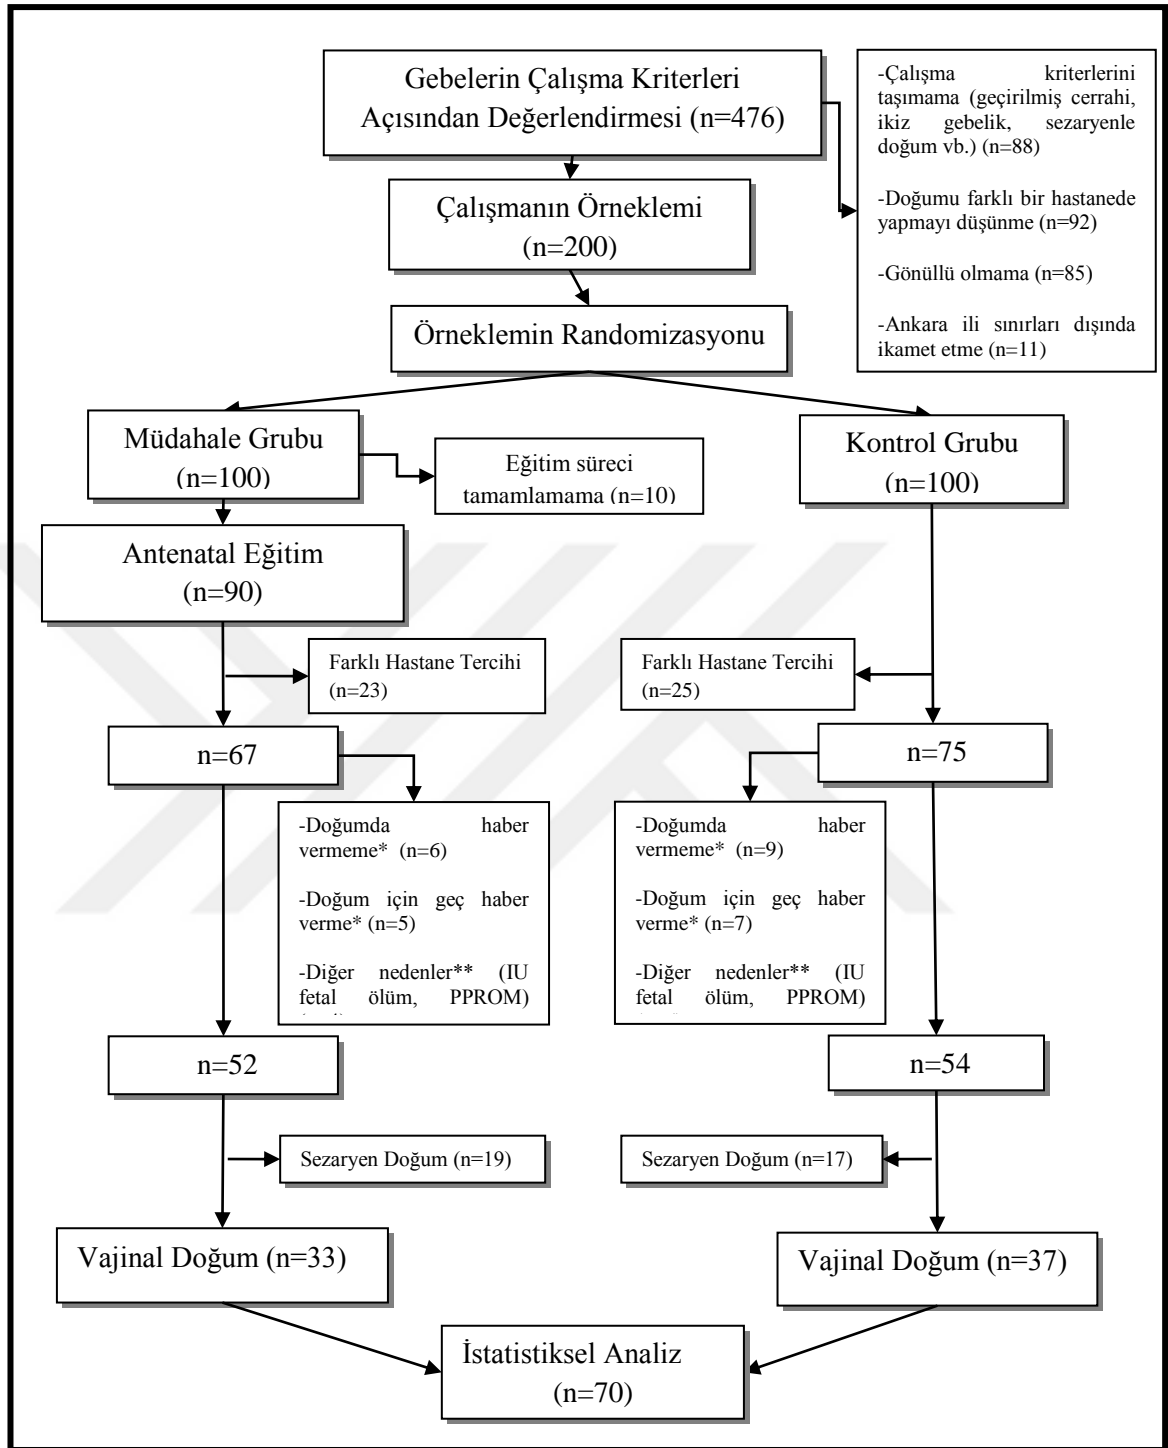 Gebelerin Çalışma Kriterleri
Açısından Değerlendirmesi (n=476)
-Çalışma kriterlerini
taşımama (geçirilmiş cerrahi,
ikiz gebelik, sezaryenle
doğum vb.) (n=88)
-Doğumu farklı bir hastanede
yapmayı düşünme (n=92)
-Gönüllü olmama (n=85)
-Ankara ili sınırları dışında
ikamet etme (n=11)
Çalışmanın Örneklemi
(n=200)
Örneklemin Randomizasyonu
Müdahale Grubu
(n=100)
Eğitim süreci
tamamlamama (n=10)
Kontrol Grubu
(n=100)
Antenatal Eğitim
(n=90)
Farklı Hastane Tercihi
(n=23)
Farklı Hastane Tercihi
(n=25)
n=67
n=75
-Doğumda haber
vermeme* (n=6)
-Doğum için geç haber
verme* (n=5)
-Diğer nedenler** (IU
fetal ölüm, PPROM)
-Doğumda haber
vermeme* (n=9)
-Doğum için geç haber
verme* (n=7)
-Diğer nedenler** (IU
fetal ölüm, PPROM)
n=52
n=54
Sezaryen Doğum (n=19)
Sezaryen Doğum (n=17)
Vajinal Doğum (n=33)
Vajinal Doğum (n=37)
İstatistiksel Analiz
(n=70)